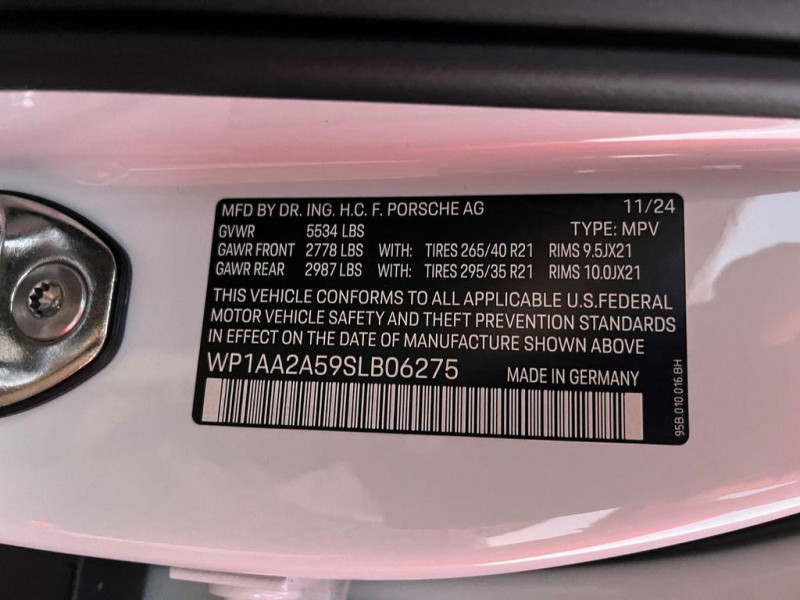 MFD BY DR. ING. H.C. F. PORSCHE AG 11/24
GVWR 5534 LBS TYPE: MPV
GAWR FRONT 2778 LBS WITH: TIRES 265/40 R21 RIMS 9.5JX21
GAWR REAR 2987 LBS WITH: TIRES 295/35 R21 RIMS 10.0JX21
THIS VEHICLE CONFORMS TO ALL APPLICABLE U.S.FEDERAL
MOTOR VEHICLE SAFETY AND THEFT PREVENTION STANDARDS
IN EFFECT ON THE DATE OF MANUFACTURE SHOWN ABOVE
WP1AA2A59SLB06275 MADE IN GERMANY
95B.010.016.BH